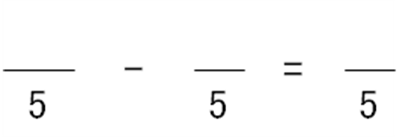 — - — = —
5 5 5